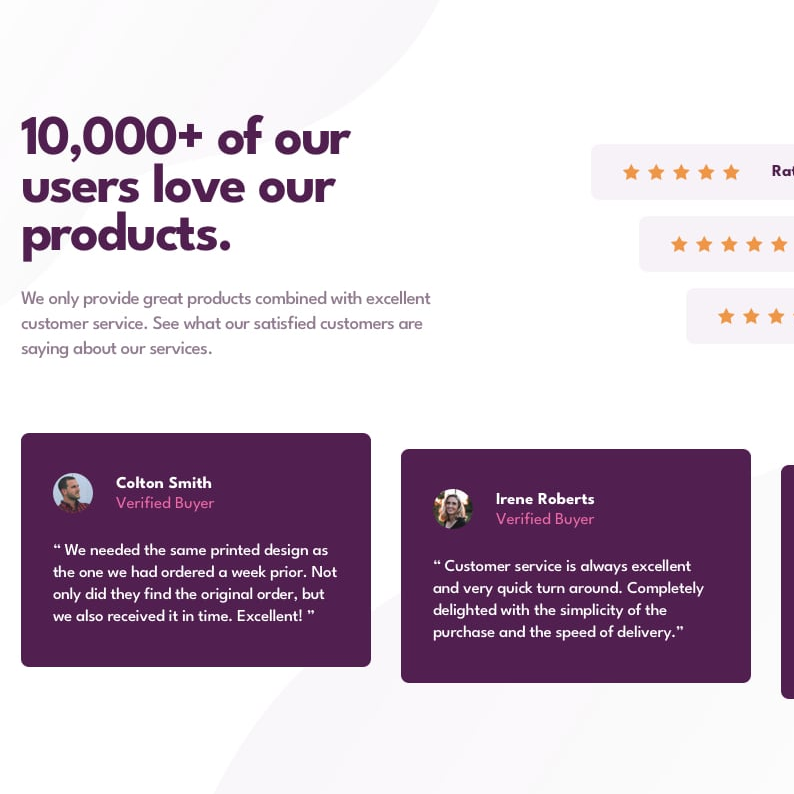 10,000+ of our
users love our
products.
We only provide great products combined with excellent
customer service. See what our satisfied customers are
saying about our services.
Colton Smith
Verified Buyer
“ We needed the same printed design as
the one we had ordered a week prior. Not
only did they find the original order, but
we also received it in time. Excellent! ”
Irene Roberts
Verified Buyer
“ Customer service is always excellent
and very quick turn around. Completely
delighted with the simplicity of the
purchase and the speed of delivery.”